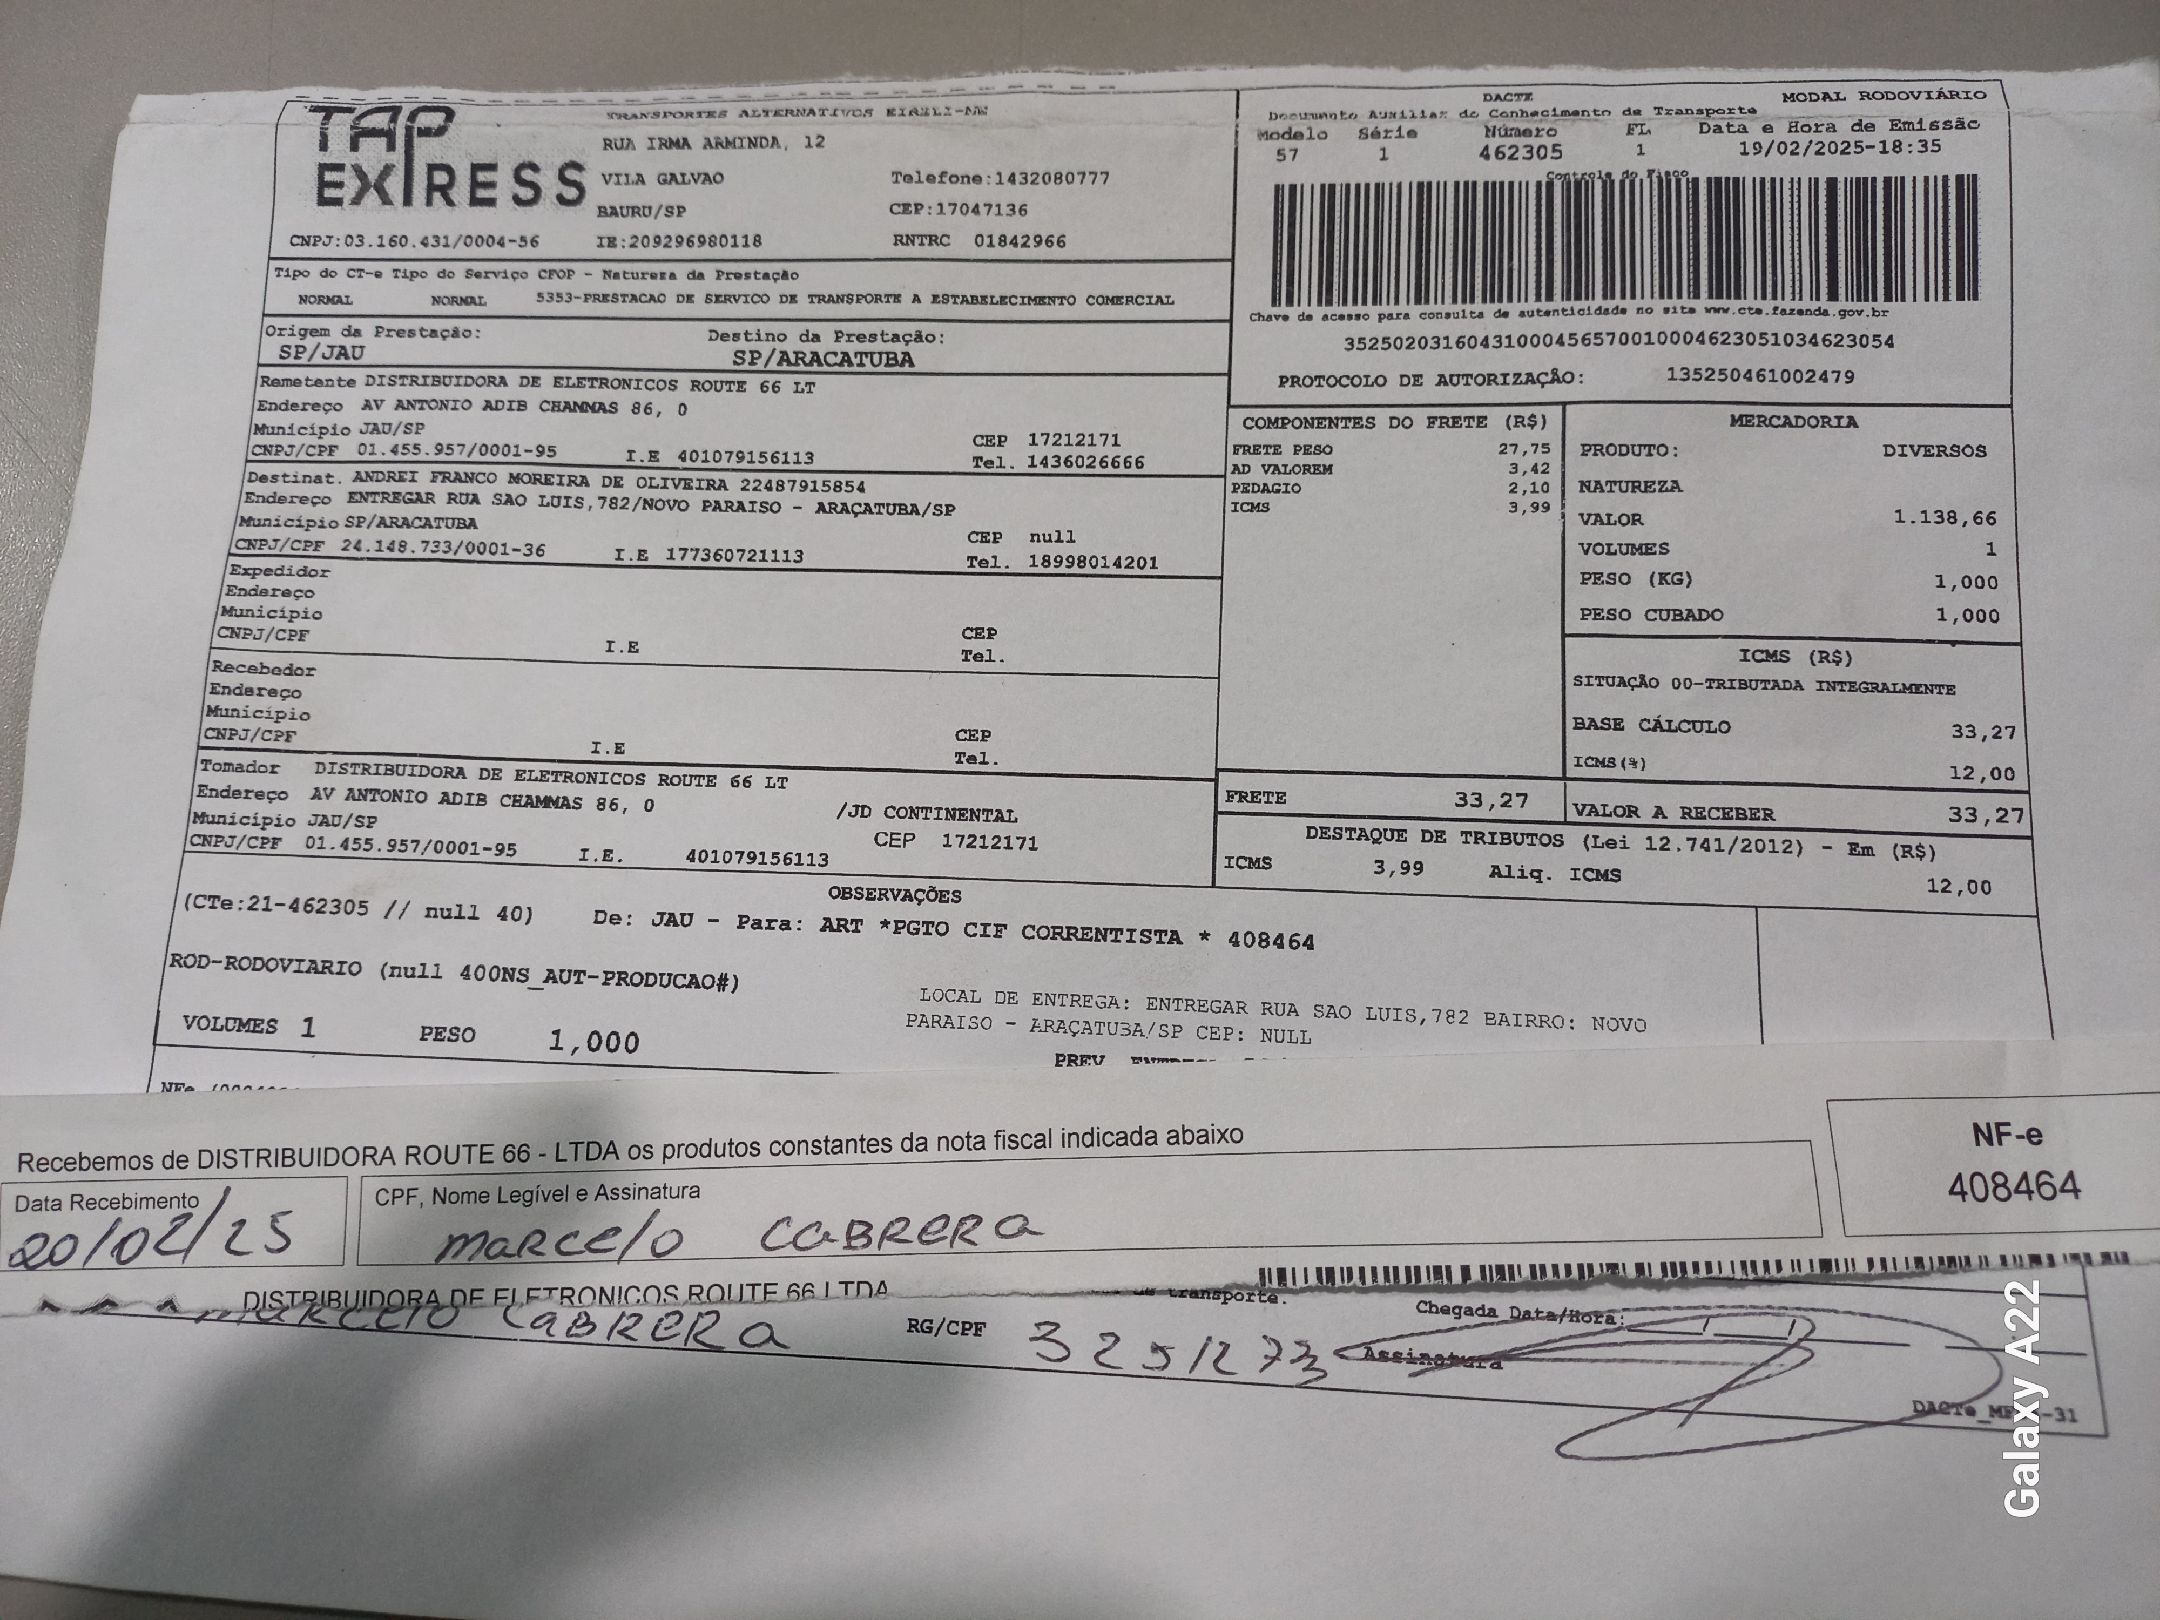 TAP EXPRESS
TRANSPORTES ALTERNATIVOS EIRELI-ME
RUA IRMA ARMINDA, 12
VILA GALVAO Telefone:1432080777
BAURU/SP CEP:17047136
CNPJ:03.160.431/0004-56 IE:209296980118 RNTRC 01842966
DACTE MODAL RODOVIÁRIO
Documento Auxiliar do Conhecimento de Transporte
Modelo Série Número FL Data e Hora de Emissão
57 1 462305 1 19/02/2025-18:35
Controle do Fisco
Chave de acesso para consulta de autenticidade no site www.cte.fazenda.gov.br
35250203160431000456570010004623051034623054
PROTOCOLO DE AUTORIZAÇÃO: 135250461002479
Tipo do CT-e Tipo do Serviço CFOP - Natureza da Prestação
NORMAL NORMAL 5353-PRESTACAO DE SERVICO DE TRANSPORTE A ESTABELECIMENTO COMERCIAL
Origem da Prestação: Destino da Prestação:
SP/JAU SP/ARACATUBA
Remetente DISTRIBUIDORA DE ELETRONICOS ROUTE 66 LT
Endereço AV ANTONIO ADIB CHAMMAS 86, 0
Município JAU/SP CEP 17212171
CNPJ/CPF 01.455.957/0001-95 I.E 401079156113 Tel. 1436026666
Destinat. ANDREI FRANCO MOREIRA DE OLIVEIRA 22487915854
Endereço ENTREGAR RUA SAO LUIS,782/NOVO PARAISO - ARAÇATUBA/SP
Município SP/ARACATUBA CEP null
CNPJ/CPF 24.148.733/0001-36 I.E 177360721113 Tel. 18998014201
Expedidor
Endereço
Município
CNPJ/CPF I.E CEP
Tel.
Recebedor
Endereço
Município
CNPJ/CPF I.E CEP
Tel.
Tomador DISTRIBUIDORA DE ELETRONICOS ROUTE 66 LT
Endereço AV ANTONIO ADIB CHAMMAS 86, 0 /JD CONTINENTAL
Município JAU/SP CEP 17212171
CNPJ/CPF 01.455.957/0001-95 I.E. 401079156113
COMPONENTES DO FRETE (R$)
FRETE PESO 27,75
AD VALOREM 3,42
PEDAGIO 2,10
ICMS 3,99
MERCADORIA
PRODUTO: DIVERSOS
NATUREZA
VALOR 1.138,66
VOLUMES 1
PESO (KG) 1,000
PESO CUBADO 1,000
ICMS (R$)
SITUAÇÃO 00-TRIBUTADA INTEGRALMENTE
BASE CÁLCULO 33,27
ICMS(%) 12,00
FRETE 33,27 VALOR A RECEBER 33,27
DESTAQUE DE TRIBUTOS (Lei 12.741/2012) - Em (R$)
ICMS 3,99 Aliq. ICMS 12,00
OBSERVAÇÕES
(CTe:21-462305 // null 40) De: JAU - Para: ART *PGTO CIF CORRENTISTA * 408464
ROD-RODOVIARIO (null 400NS_AUT-PRODUCAO#)
LOCAL DE ENTREGA: ENTREGAR RUA SAO LUIS,782 BAIRRO: NOVO
PARAISO - ARAÇATUBA/SP CEP: NULL
VOLUMES 1 PESO 1,000
PREV
NFe
Recebemos de DISTRIBUIDORA ROUTE 66 - LTDA os produtos constantes da nota fiscal indicada abaixo
NF-e
408464
Data Recebimento CPF, Nome Legível e Assinatura
20/02/25 Marcelo Cabrera
DISTRIBUIDORA DE ELETRONICOS ROUTE 66 LTDA
transporte.
Chegada Data/Hora:
Marcelo Cabrera RG/CPF 3251273 Assinatura
Galaxy A22